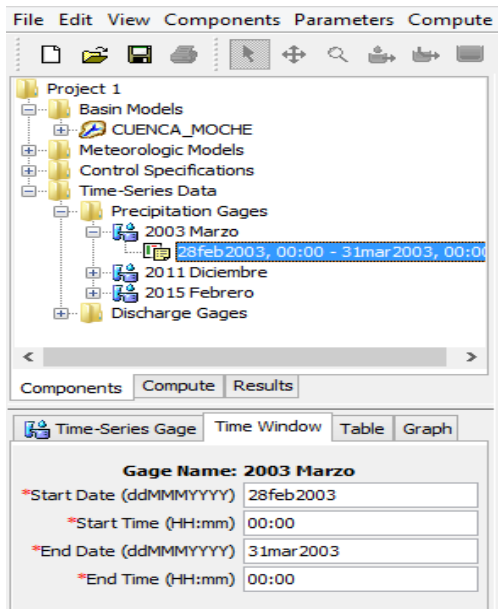 File Edit View Components Parameters Compute
Project 1
Basin Models
CUENCA_MOCHE
Meteorologic Models
Control Specifications
Time-Series Data
Precipitation Gages
2003 Marzo
28feb2003, 00:00 - 31mar2003, 00:00
2011 Diciembre
2015 Febrero
Discharge Gages
Components Compute Results
Time-Series Gage Time Window Table Graph
Gage Name: 2003 Marzo
*Start Date (ddMMMYYYY) 28feb2003
*Start Time (HH:mm) 00:00
*End Date (ddMMMYYYY) 31mar2003
*End Time (HH:mm) 00:00